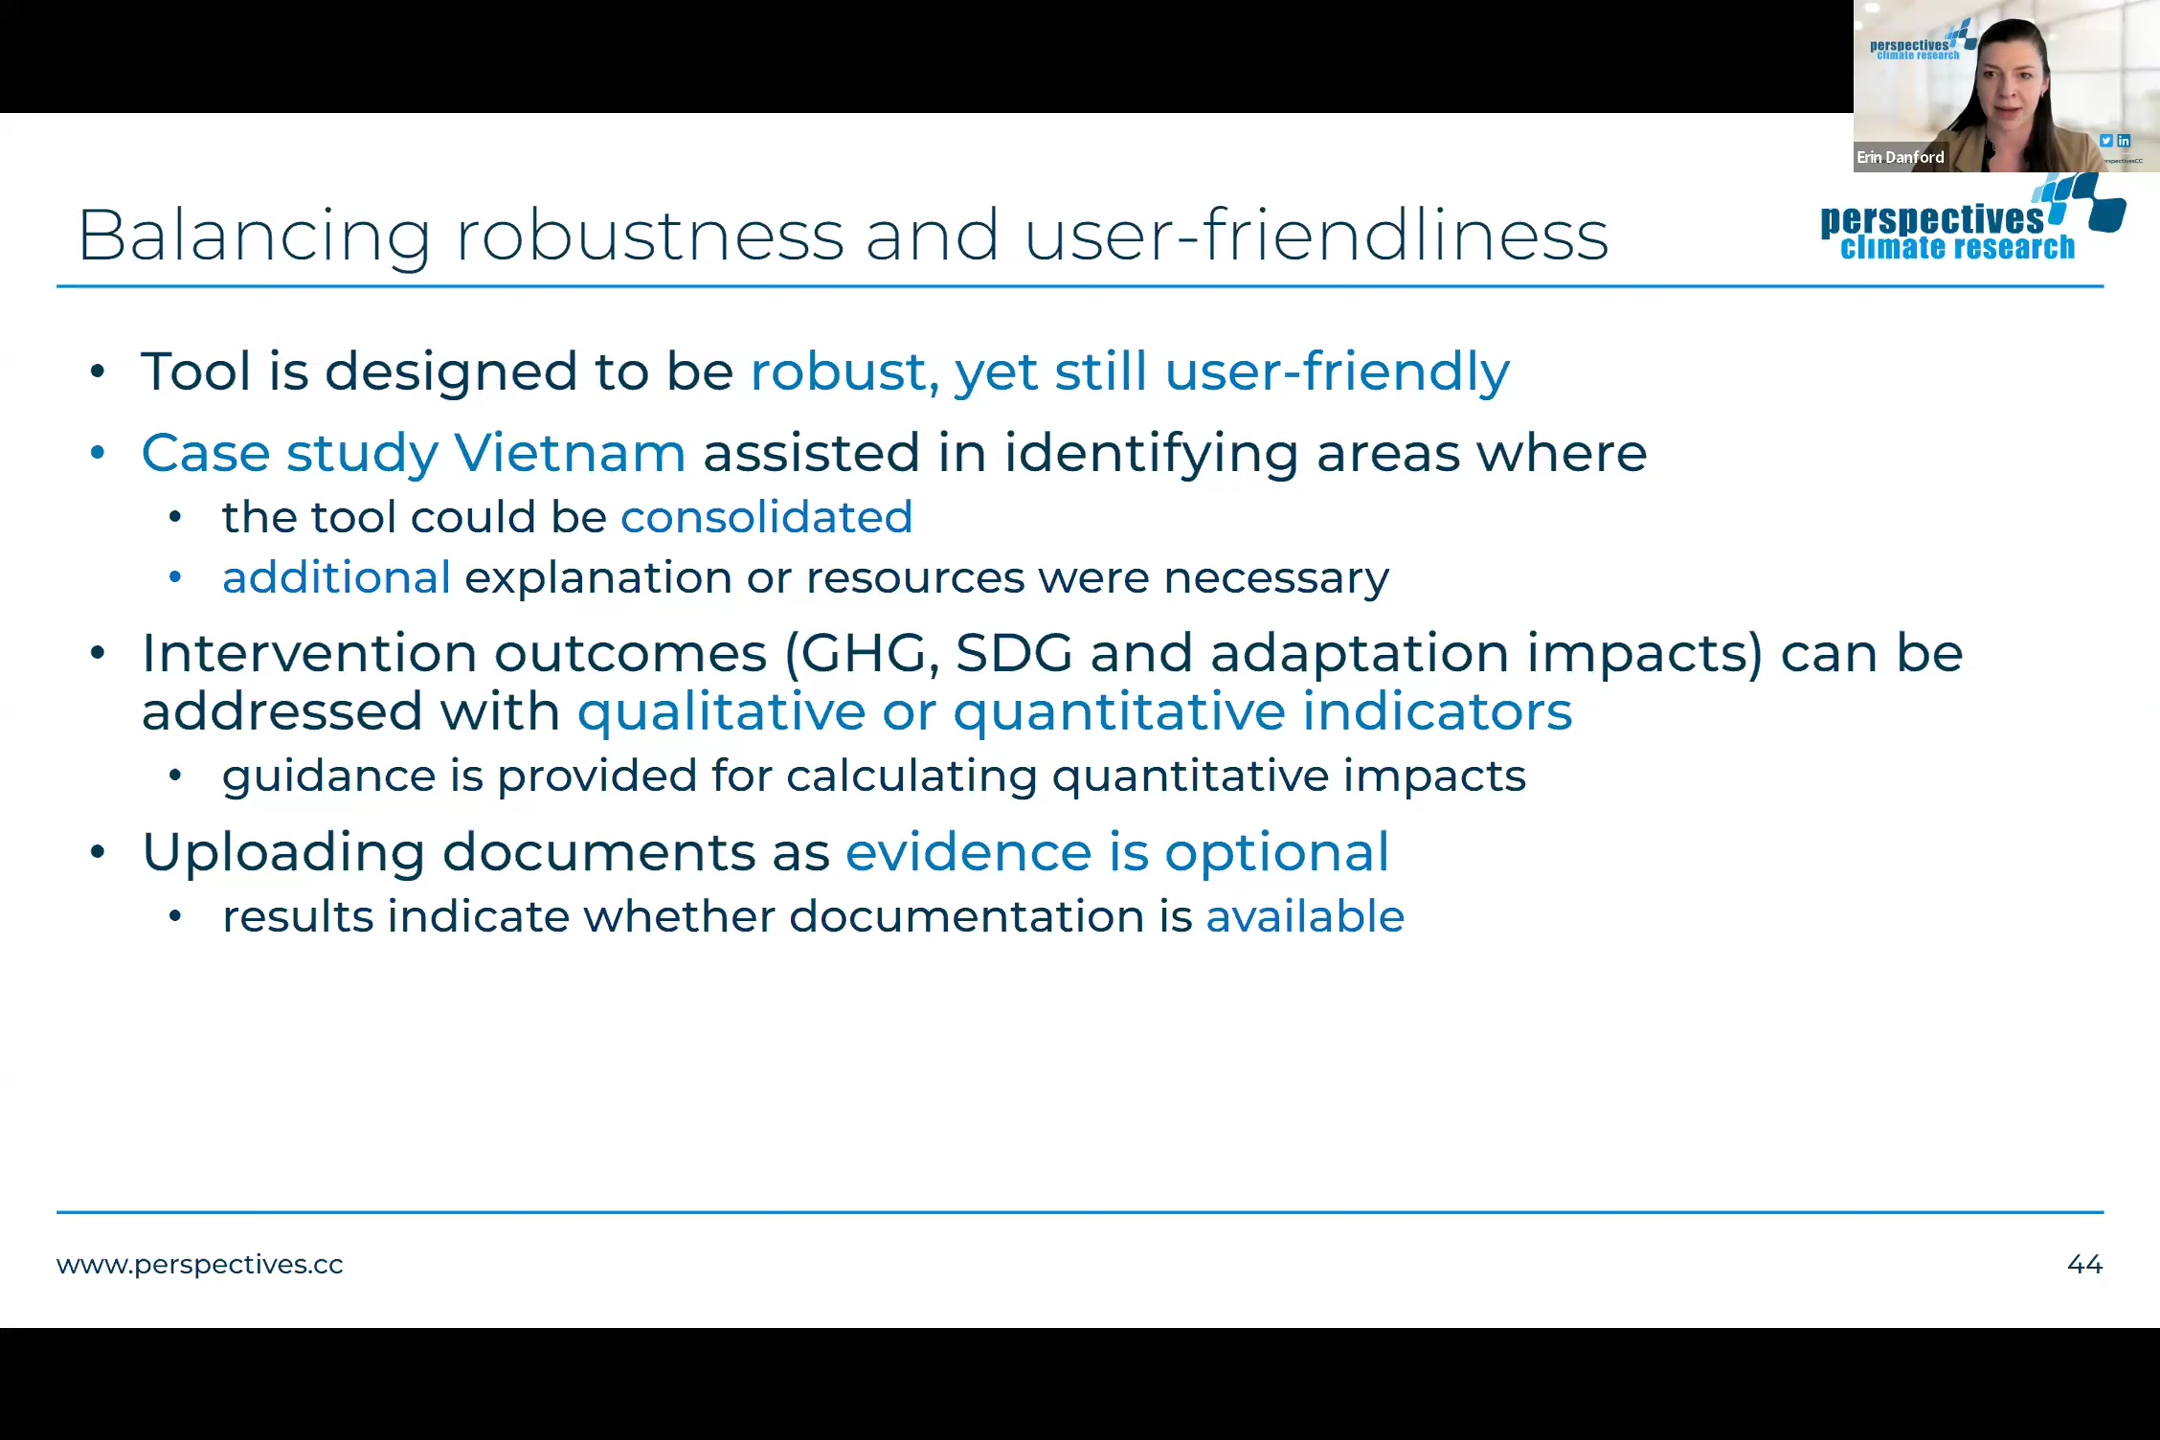 perspectives
climate research
Erin Danford
perspectives
climate research
Balancing robustness and user-friendliness
• Tool is designed to be robust, yet still user-friendly
• Case study Vietnam assisted in identifying areas where
• the tool could be consolidated
• additional explanation or resources were necessary
• Intervention outcomes (GHG, SDG and adaptation impacts) can be
addressed with qualitative or quantitative indicators
• guidance is provided for calculating quantitative impacts
• Uploading documents as evidence is optional
• results indicate whether documentation is available
www.perspectives.cc
44